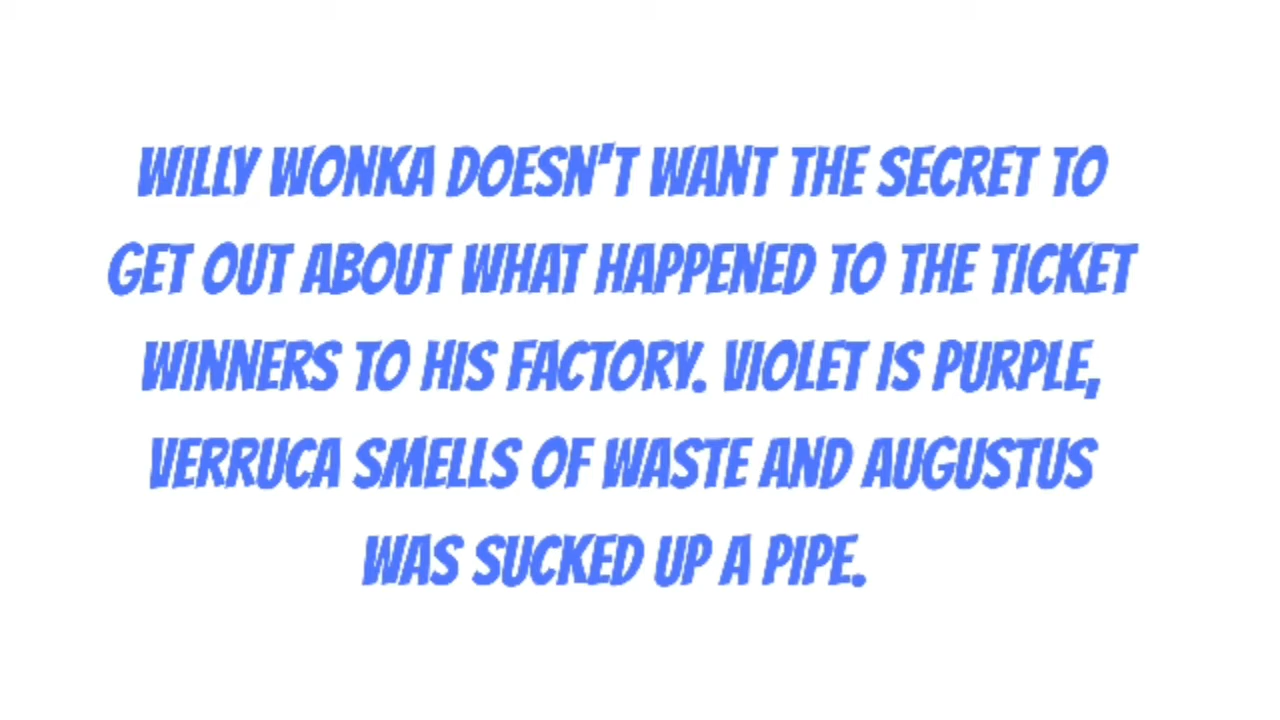 WILLY WONKA DOESN'T WANT THE SECRET TO
GET OUT ABOUT WHAT HAPPENED TO THE TICKET
WINNERS TO HIS FACTORY. VIOLET IS PURPLE,
VERRUCA SMELLS OF WASTE AND AUGUSTUS
WAS SUCKED UP A PIPE.